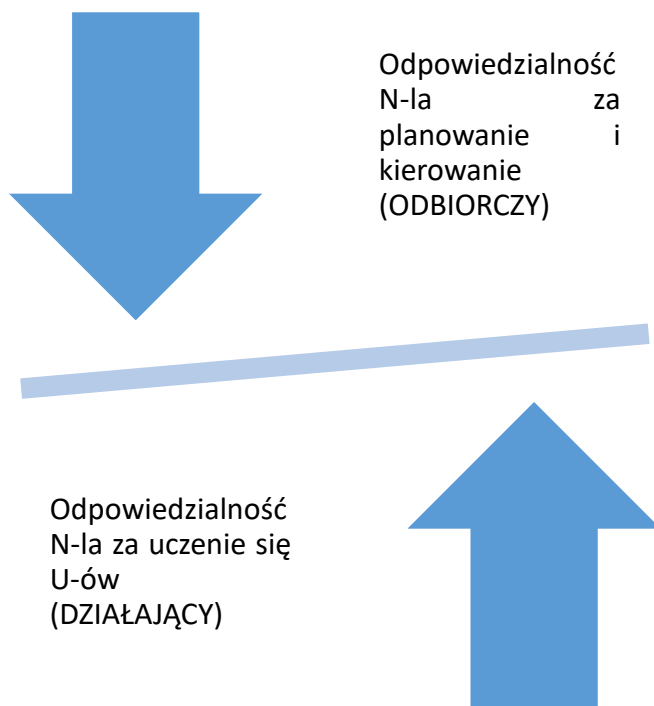 Odpowiedzialność
N-la za
planowanie i
kierowanie
(ODBIORCZY)
Odpowiedzialność
N-la za uczenie się
U-ów
(DZIAŁAJĄCY)